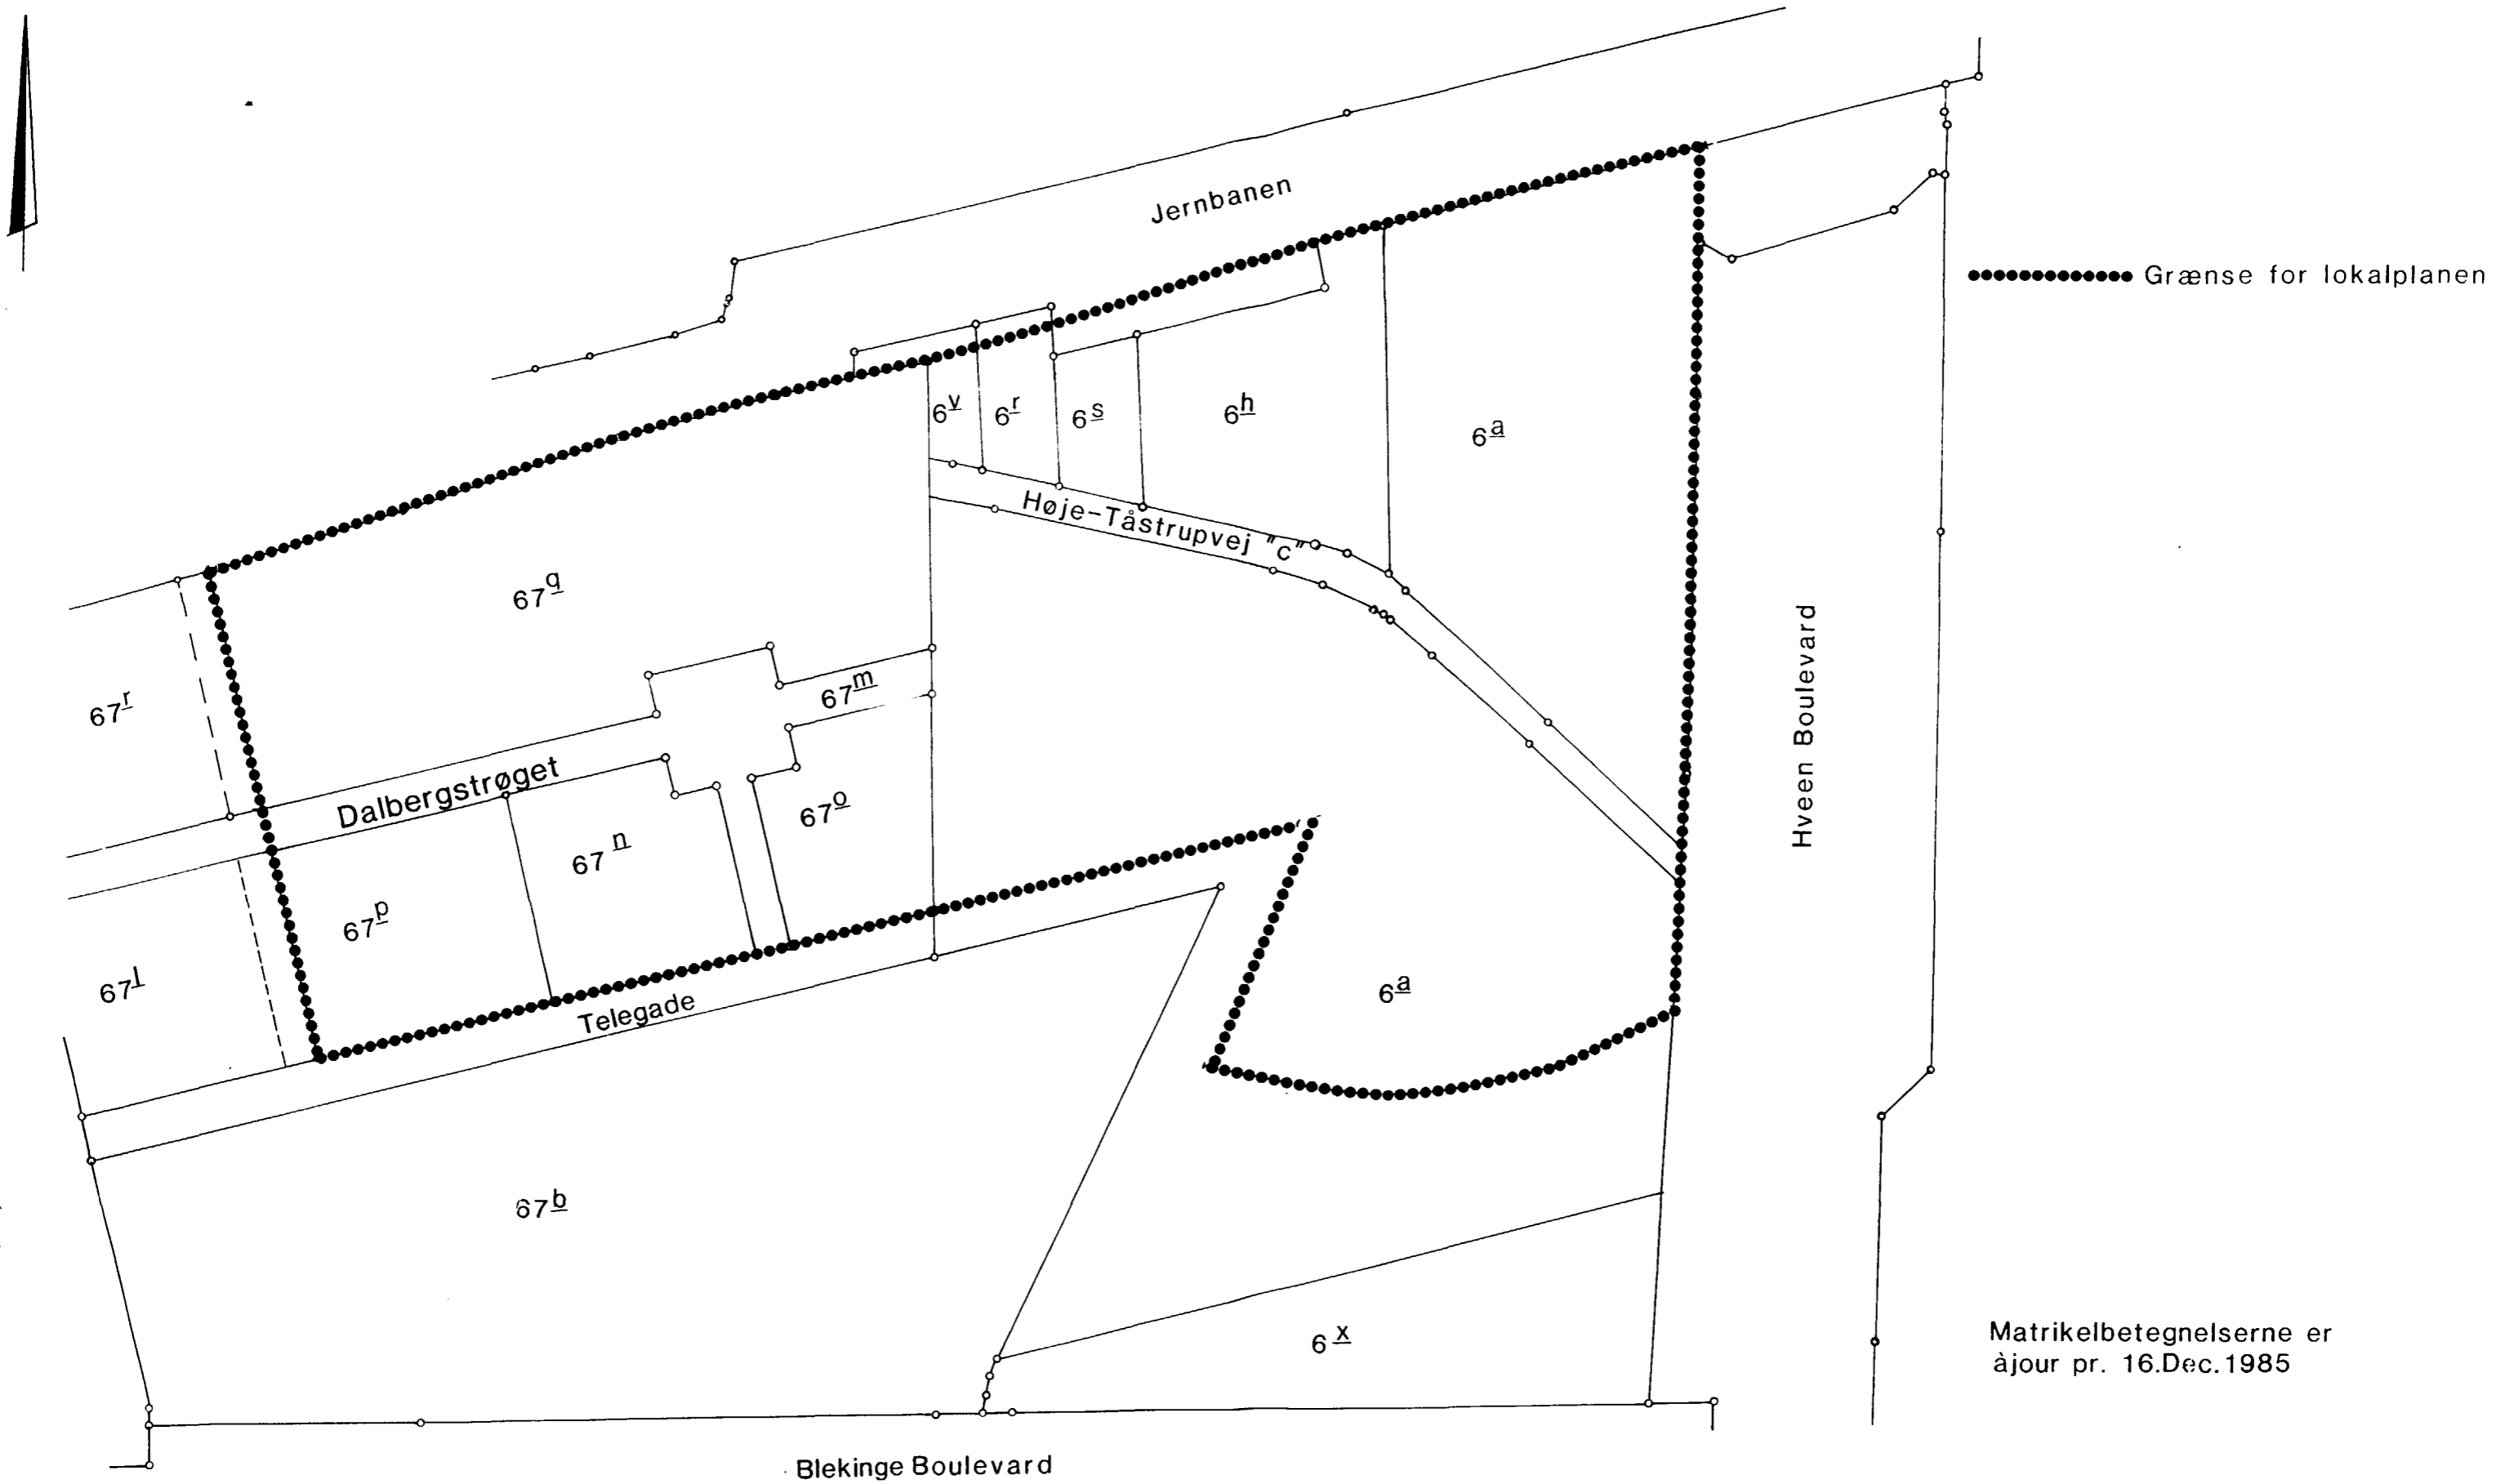 Jernbanen
Grænse for lokalplanen
6v
6r
6s
6h
6a
Høje-Tåstrupvej "c"
67q
67r
67m
Hveen Boulevard
Dalbergstrøget
67o
67n
67p
67l
6a
Telegade
67b
6x
Matrikelbetegnelserne er
àjour pr. 16.Dec.1985
Blekinge Boulevard